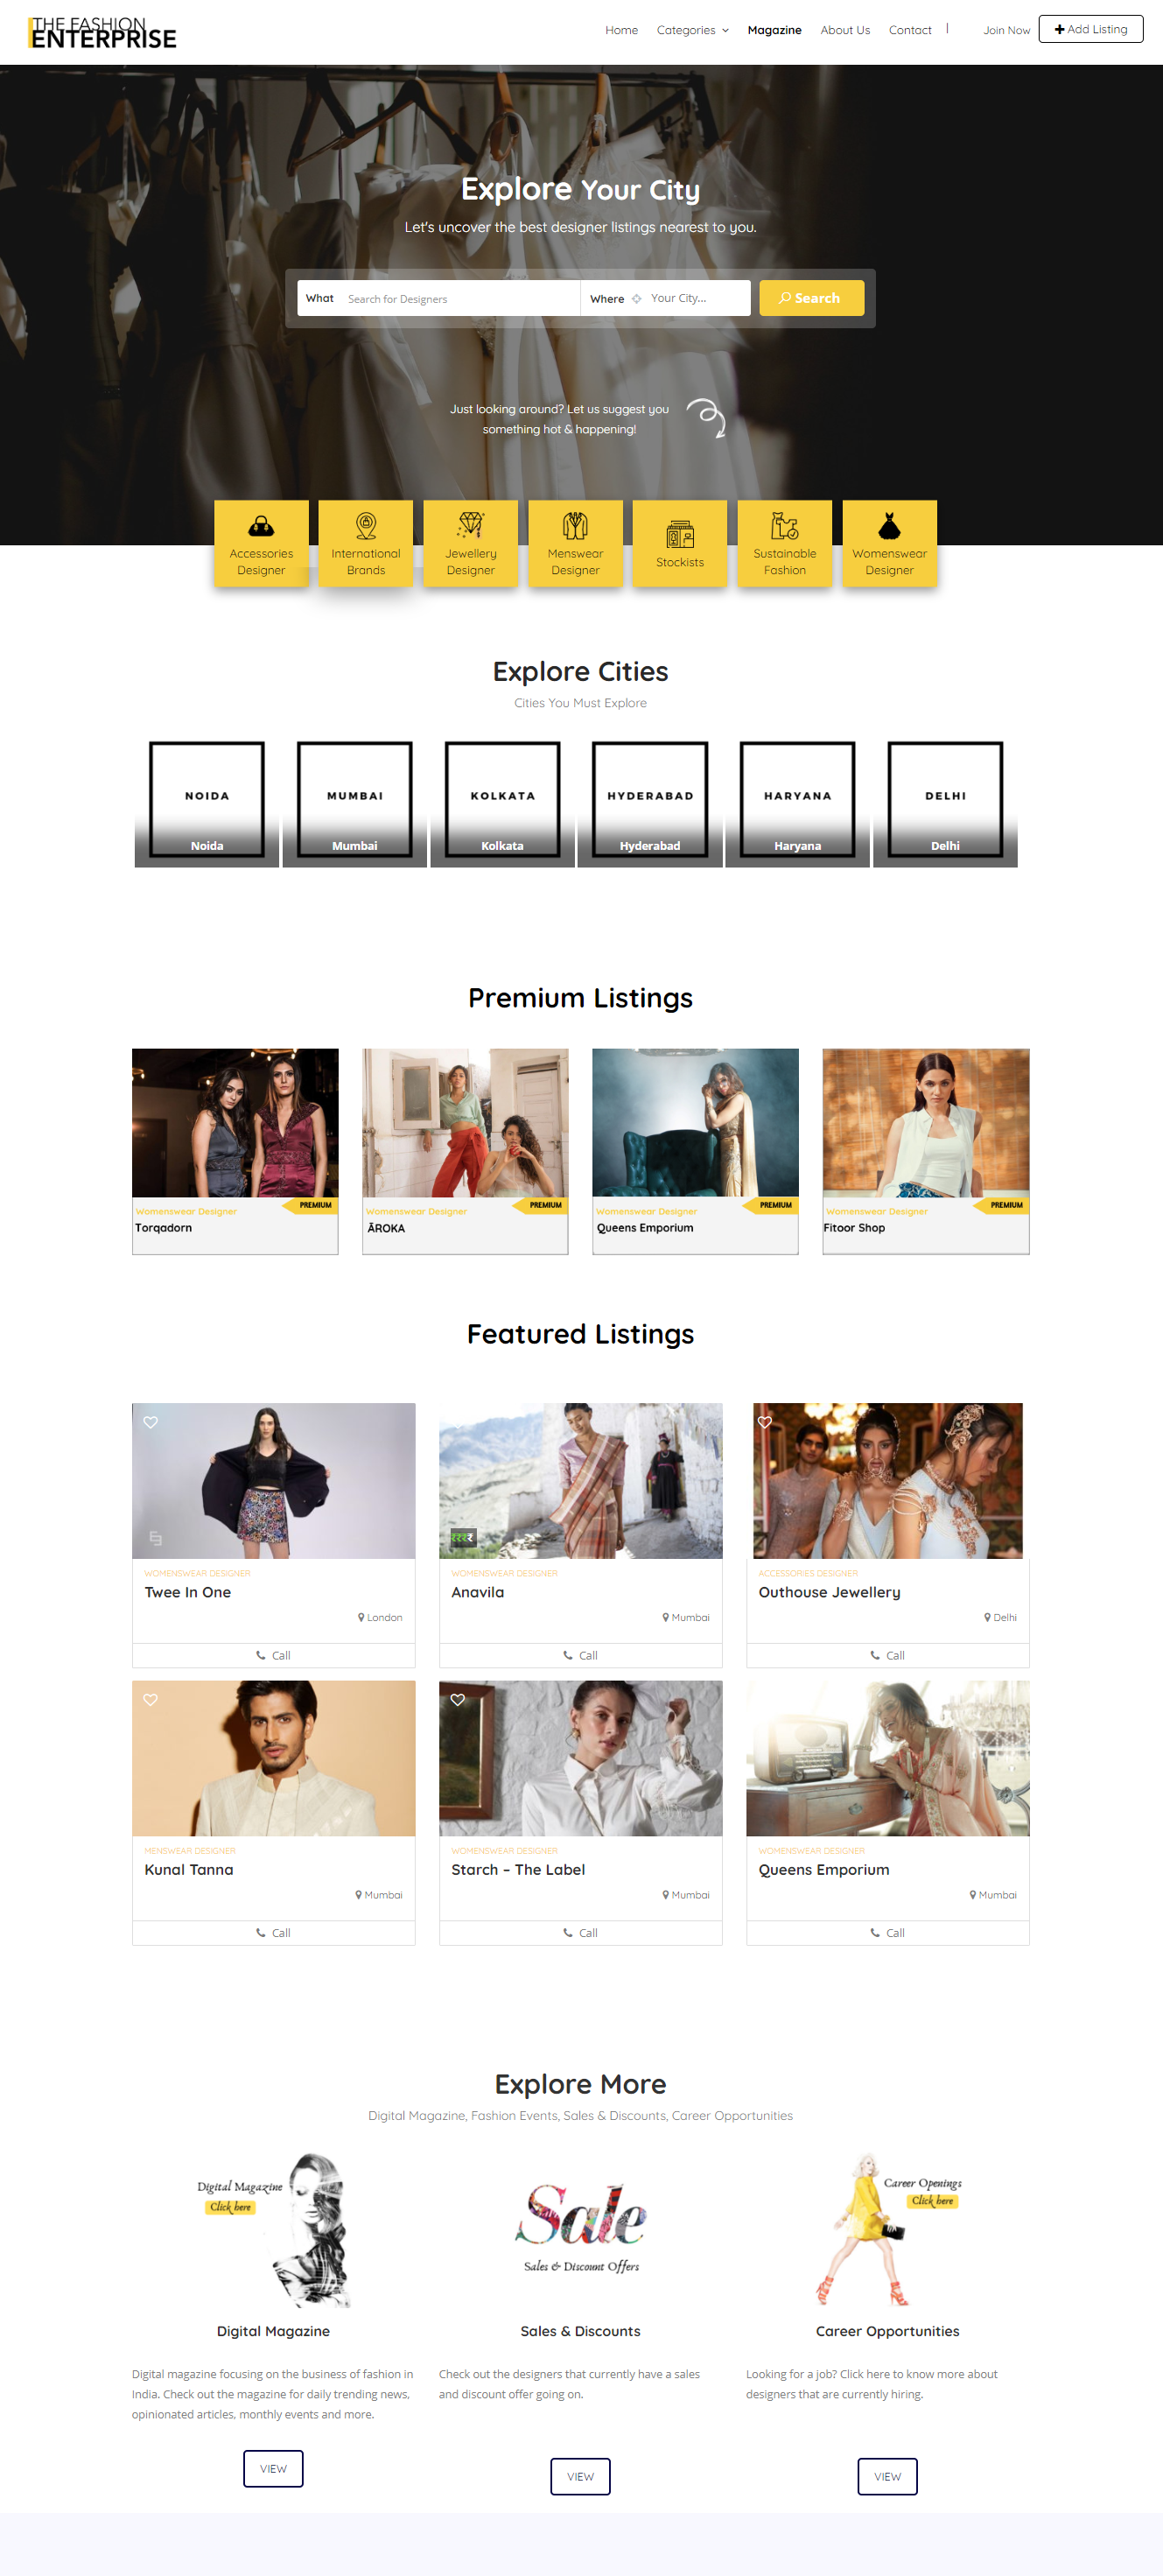 THE FASHION
ENTERPRISE
Home Categories Magazine About Us Contact | Join Now Add Listing
Explore Your City
Let's uncover the best designer listings nearest to you.
What Search for Designers Where Your City... Search
Just looking around? Let us suggest you
something hot & happening!
Accessories
Designer
International
Brands
Jewellery
Designer
Menswear
Designer
Stockists
Sustainable
Fashion
Womenswear
Designer
Explore Cities
Cities You Must Explore
NOIDA
Noida
MUMBAI
Mumbai
KOLKATA
Kolkata
HYDERABAD
Hyderabad
HARYANA
Haryana
DELHI
Delhi
Premium Listings
PREMIUM
Womenswear Designer
Torqadorn
PREMIUM
Womenswear Designer
ĀROKA
PREMIUM
Womenswear Designer
Queens Emporium
PREMIUM
Womenswear Designer
Fitoor Shop
Featured Listings
WOMENSWEAR DESIGNER
Twee In One
London
Call
₹₹₹₹
WOMENSWEAR DESIGNER
Anavila
Mumbai
Call
ACCESSORIES DESIGNER
Outhouse Jewellery
Delhi
Call
MENSWEAR DESIGNER
Kunal Tanna
Mumbai
Call
WOMENSWEAR DESIGNER
Starch – The Label
Mumbai
Call
WOMENSWEAR DESIGNER
Queens Emporium
Mumbai
Call
Explore More
Digital Magazine, Fashion Events, Sales & Discounts, Career Opportunities
Digital Magazine
Click here
Digital Magazine
Digital magazine focusing on the business of fashion in
India. Check out the magazine for daily trending news,
opinionated articles, monthly events and more.
VIEW
Sale
Sales & Discount Offers
Sales & Discounts
Check out the designers that currently have a sales
and discount offer going on.
VIEW
Career Openings
Click here
Career Opportunities
Looking for a job? Click here to know more about
designers that are currently hiring.
VIEW